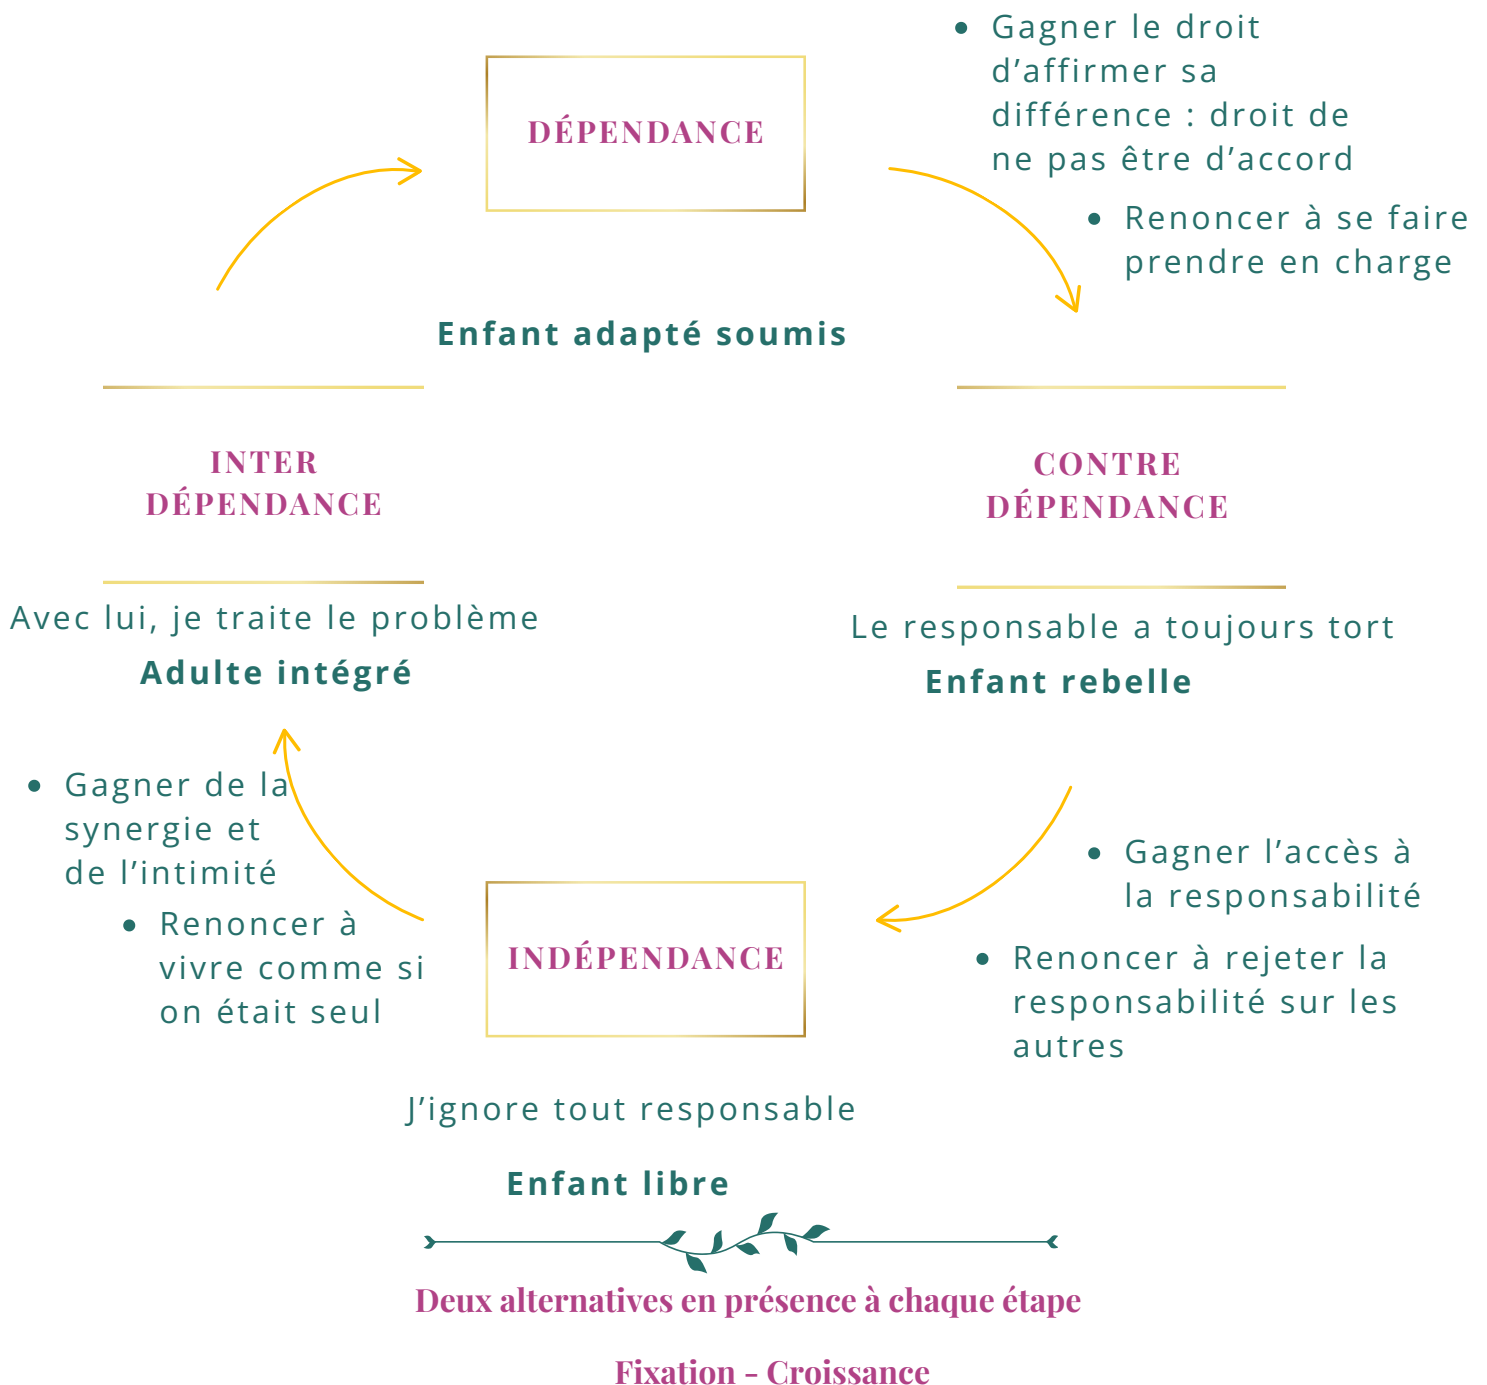 DÉPENDANCE
• Gagner le droit
d’affirmer sa
différence : droit de
ne pas être d’accord
• Renoncer à se faire
prendre en charge
Enfant adapté soumis
INTER
DÉPENDANCE
CONTRE
DÉPENDANCE
Avec lui, je traite le problème
Adulte intégré
Le responsable a toujours tort
Enfant rebelle
• Gagner de la
synergie et
de l’intimité
• Renoncer à
vivre comme si
on était seul
• Gagner l’accès à
la responsabilité
• Renoncer à rejeter la
responsabilité sur les
autres
INDÉPENDANCE
J’ignore tout responsable
Enfant libre
Deux alternatives en présence à chaque étape
Fixation - Croissance